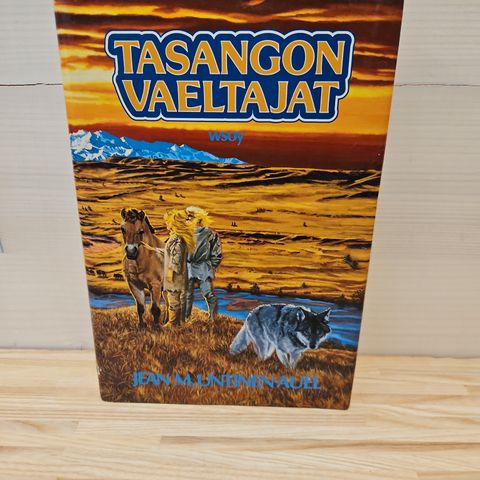 TASANGON
VAELTAJAT
wsoy
JEAN M. UNTINEN-AUEL